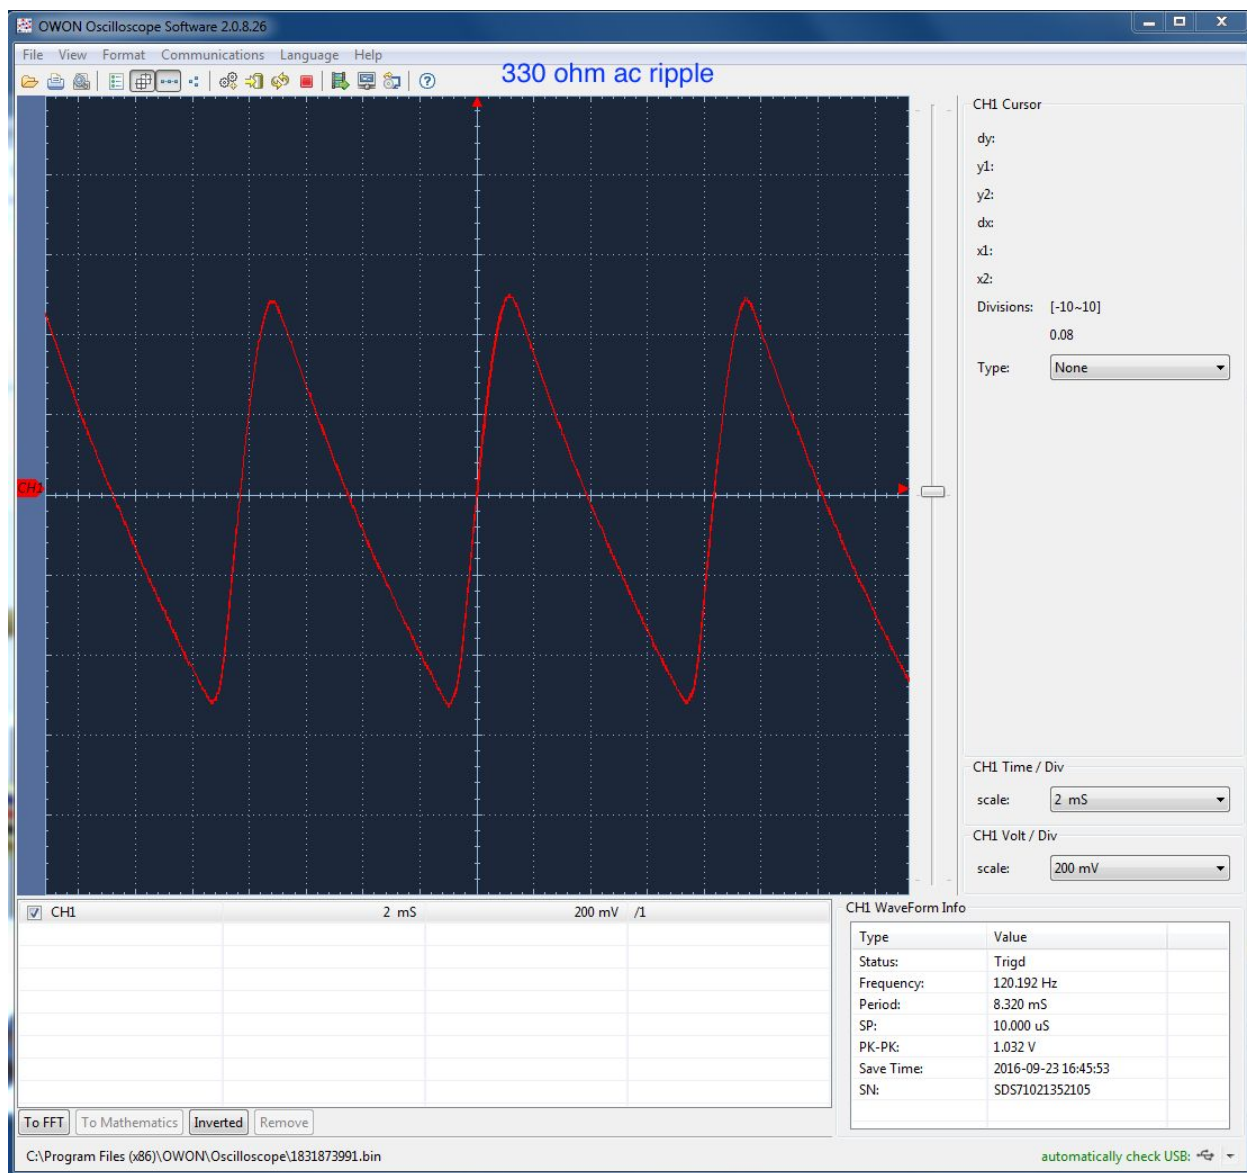 OWON Oscilloscope Software 2.0.8.26
File View Format Communications Language Help
330 ohm ac ripple
CH1
CH1 Cursor
dy:
y1:
y2:
dx:
x1:
x2:
Divisions: [-10~10]
0.08
Type: None
CH1 Time / Div
scale: 2 mS
CH1 Volt / Div
scale: 200 mV
CH1 2 mS 200 mV /1
CH1 WaveForm Info
Type Value
Status: Trigd
Frequency: 120.192 Hz
Period: 8.320 mS
SP: 10.000 uS
PK-PK: 1.032 V
Save Time: 2016-09-23 16:45:53
SN: SDS71021352105
To FFT To Mathematics Inverted Remove
C:\Program Files (x86)\OWON\Oscilloscope\1831873991.bin
automatically check USB: